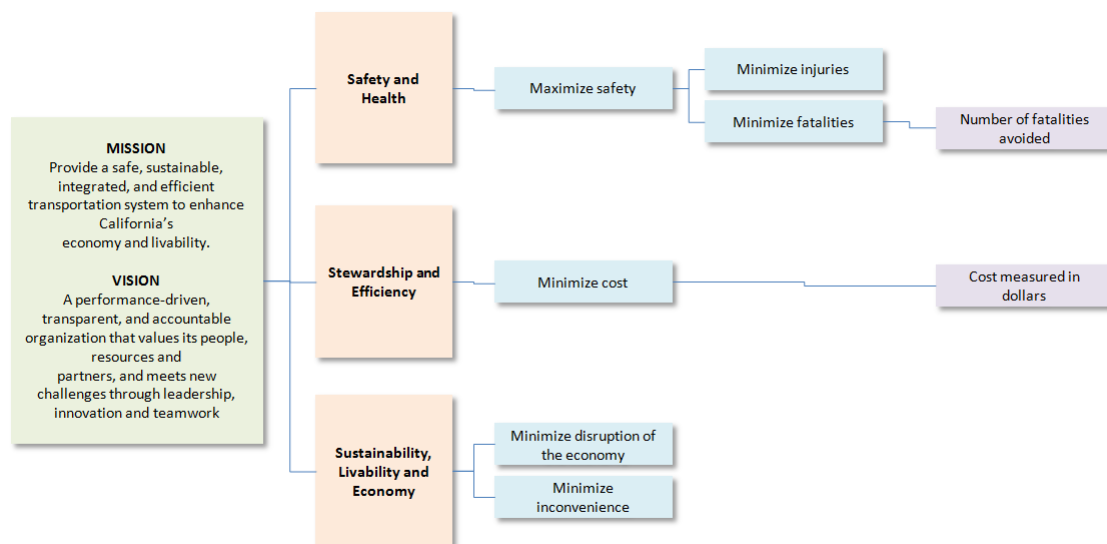 MISSION
Provide a safe, sustainable,
integrated, and efficient
transportation system to enhance
California's
economy and livability.
VISION
A performance-driven,
transparent, and accountable
organization that values its people,
resources and
partners, and meets new
challenges through leadership,
innovation and teamwork
Safety and
Health
Maximize safety
Minimize injuries
Minimize fatalities
Number of fatalities
avoided
Stewardship and
Efficiency
Minimize cost
Cost measured in
dollars
Sustainability,
Livability and
Economy
Minimize disruption of
the economy
Minimize
inconvenience